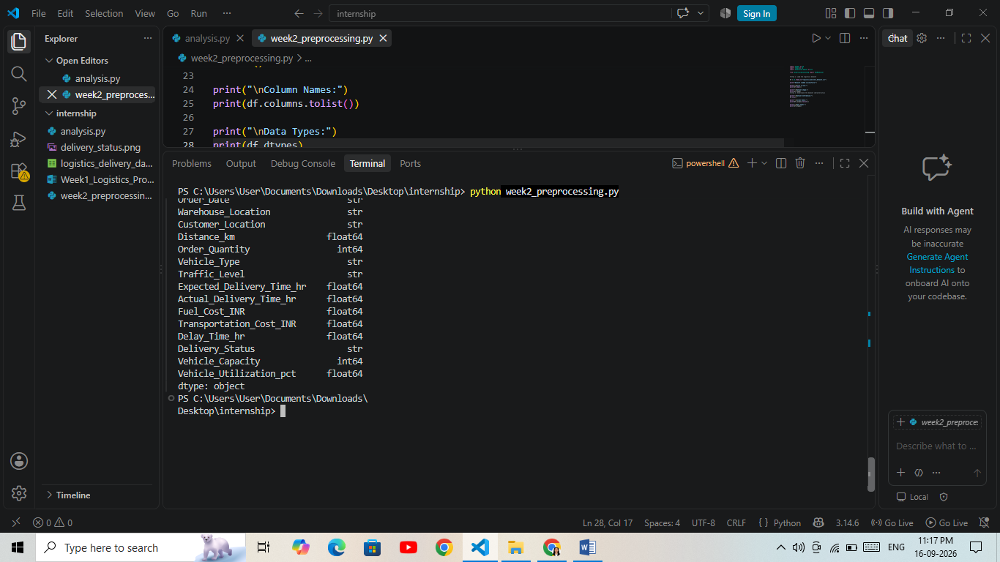 File Edit Selection View Go Run ··· internship Sign In
Explorer ···
Open Editors
analysis.py
week2_preproces...
internship
analysis.py
delivery_status.png
logistics_delivery_da...
Week1_Logistics_Pro...
week2_preprocessin...
Timeline
analysis.py week2_preprocessing.py
week2_preprocessing.py > ...
23
24 print("\nColumn Names:")
25 print(df.columns.tolist())
26
27 print("\nData Types:")
28 print(df.dtypes)
Problems Output Debug Console Terminal Ports powershell
PS C:\Users\User\Documents\Downloads\Desktop\internship> python week2_preprocessing.py
Order_Date str
Warehouse_Location str
Customer_Location str
Distance_km float64
Order_Quantity int64
Vehicle_Type str
Traffic_Level str
Expected_Delivery_Time_hr float64
Actual_Delivery_Time_hr float64
Fuel_Cost_INR float64
Transportation_Cost_INR float64
Delay_Time_hr float64
Delivery_Status str
Vehicle_Capacity int64
Vehicle_Utilization_pct float64
dtype: object
PS C:\Users\User\Documents\Downloads\
Desktop\internship>
Chat
Build with Agent
AI responses may
be inaccurate
Generate Agent
Instructions to
onboard AI onto
your codebase.
week2_preproce
Describe what to ...
Local
0 0 Ln 28, Col 17 Spaces: 4 UTF-8 CRLF { } Python 3.14.6 Go Live Go Live
Type here to search
ENG
11:17 PM
16-09-2026